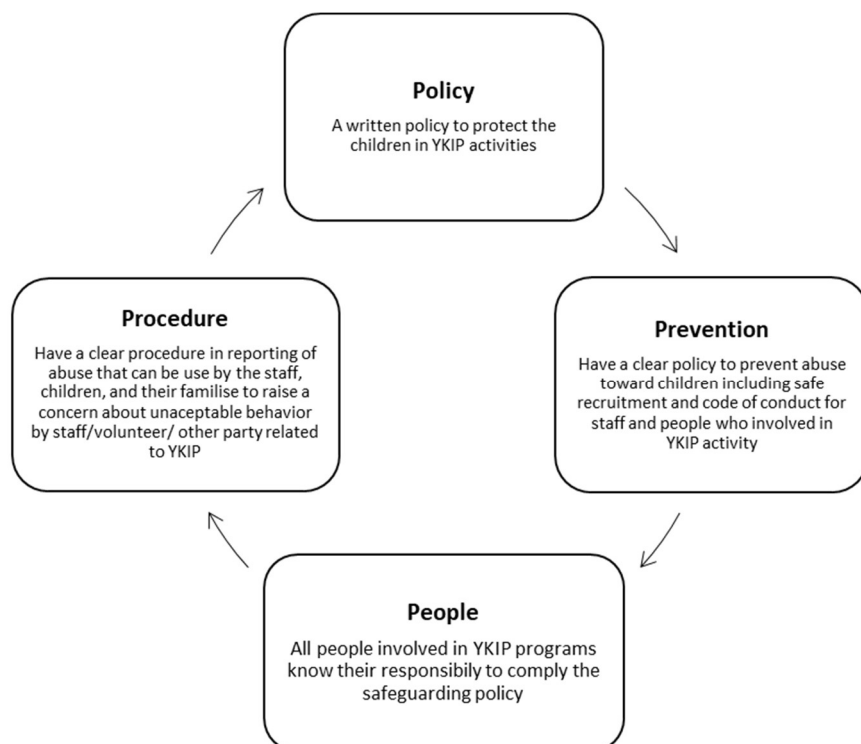 Policy
A written policy to protect the
children in YKIP activities
Procedure
Have a clear procedure in reporting of
abuse that can be use by the staff,
children, and their familise to raise a
concern about unaceptable behavior
by staff/volunteer/ other party related
to YKIP
Prevention
Have a clear policy to prevent abuse
toward children including safe
recruitment and code of conduct for
staff and people who involved in
YKIP activity
People
All people involved in YKIP programs
know their responsibily to comply the
safeguarding policy